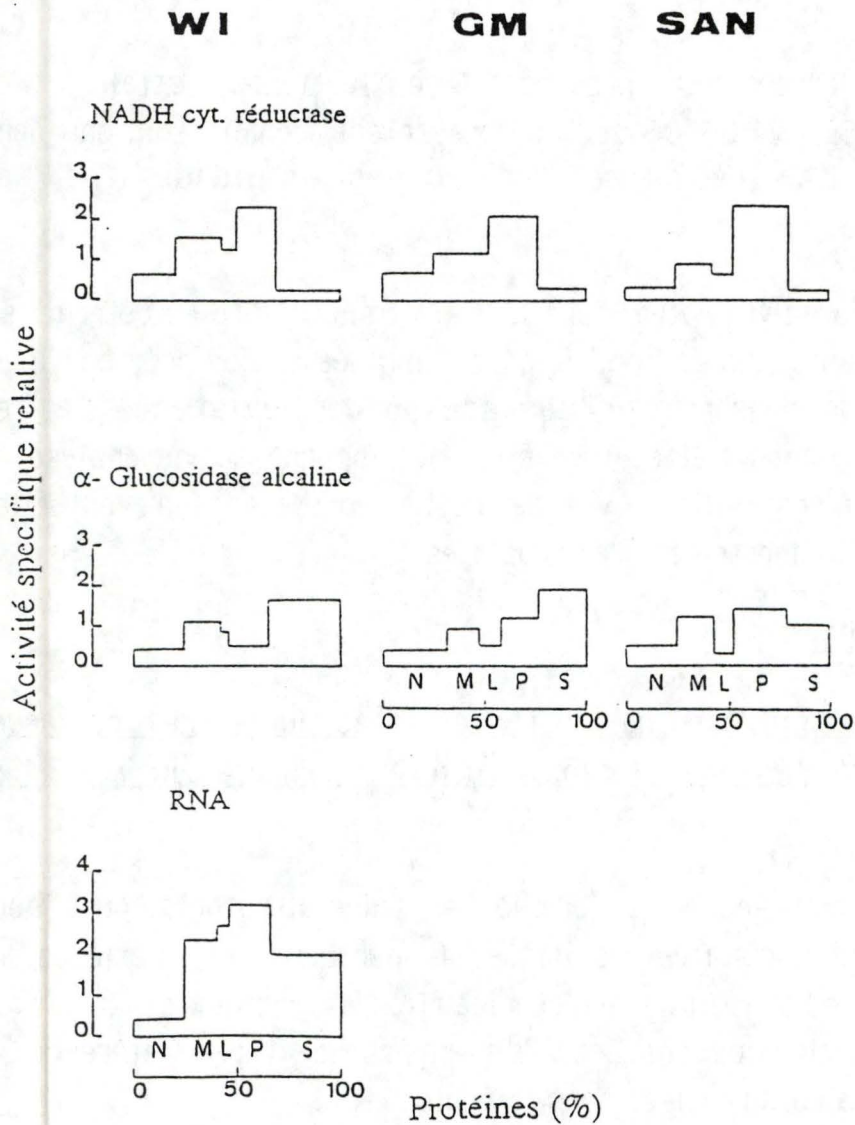 WI GM SAN
NADH cyt. réductase
3
2
1
0
Activité specifique relative
α- Glucosidase alcaline
3
2
1
0
N M L P S N M L P S
0 50 100 0 50 100
RNA
4
3
2
1
0
N M L P S
0 50 100
Protéines (%)